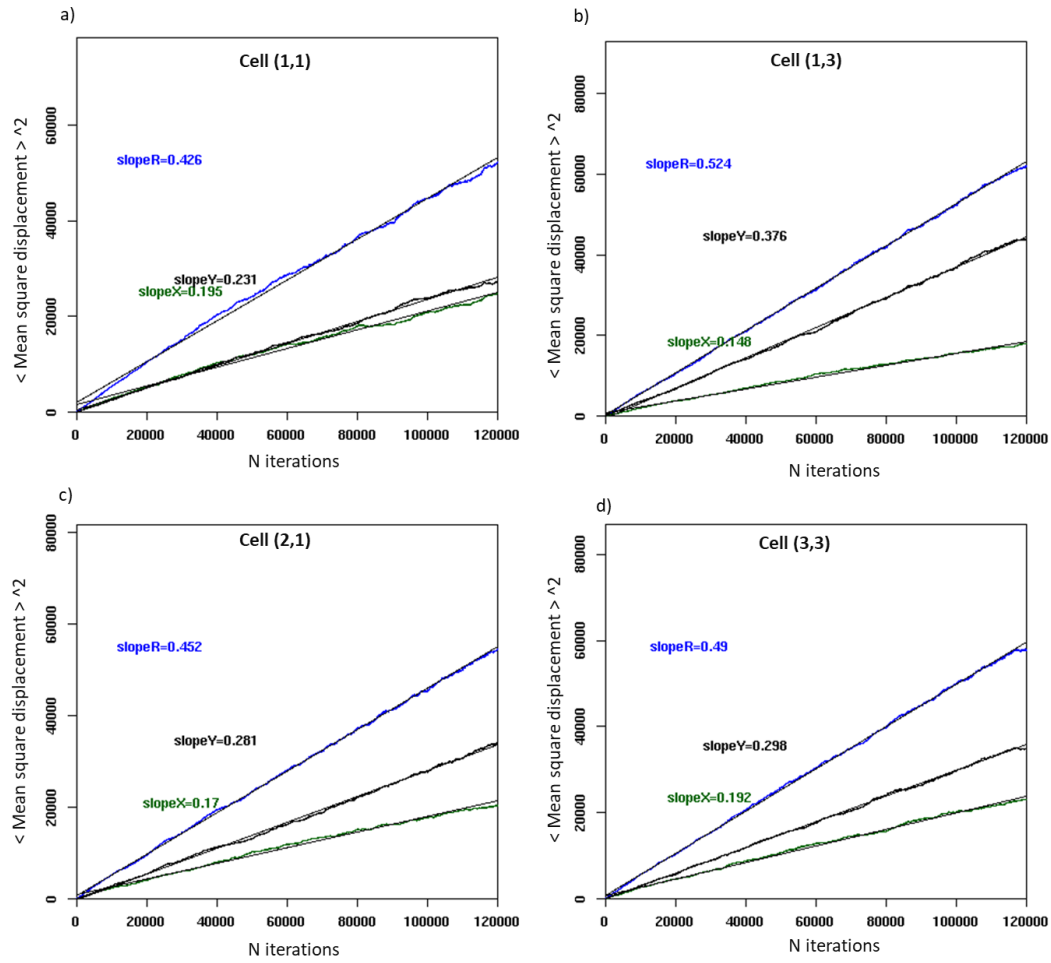 a)
Cell (1,1)
< Mean square displacement > ^2
60000
40000
20000
0
slopeR=0.426
slopeY=0.231
slopeX=0.195
0 20000 40000 60000 80000 100000 120000
N iterations
b)
Cell (1,3)
< Mean square displacement > ^2
80000
60000
40000
20000
0
slopeR=0.524
slopeY=0.376
slopeX=0.148
0 20000 40000 60000 80000 100000 120000
N iterations
c)
Cell (2,1)
< Mean square displacement > ^2
80000
60000
40000
20000
0
slopeR=0.452
slopeY=0.281
slopeX=0.17
0 20000 40000 60000 80000 100000 120000
N iterations
d)
Cell (3,3)
< Mean square displacement > ^2
80000
60000
40000
20000
0
slopeR=0.49
slopeY=0.298
slopeX=0.192
0 20000 40000 60000 80000 100000 120000
N iterations